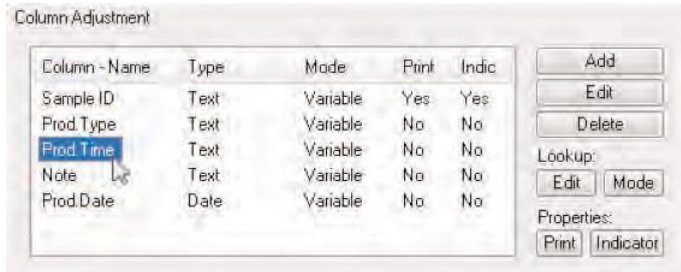 Column Adjustment
Column - Name Type Mode Print Indic
Sample ID Text Variable Yes Yes
Prod.Type Text Variable No No
Prod.Time Text Variable No No
Note Text Variable No No
Prod.Date Date Variable No No
Add
Edit
Delete
Lookup:
Edit Mode
Properties:
Print Indicator